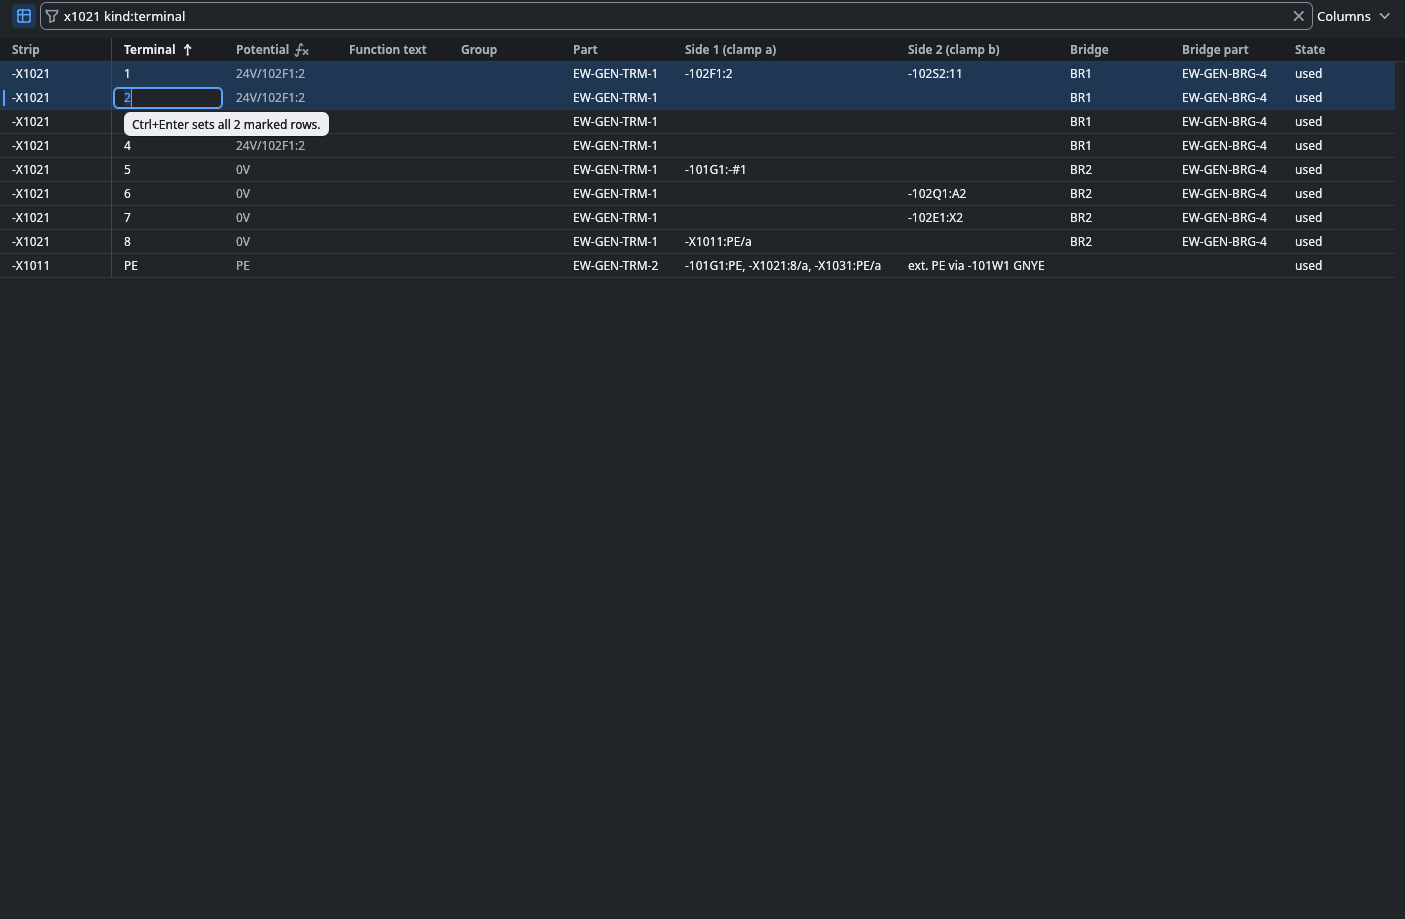 x1021 kind:terminal Columns
Strip Terminal ↑ Potential fx Function text Group Part Side 1 (clamp a) Side 2 (clamp b) Bridge Bridge part State
-X1021 1 24V/102F1:2 EW-GEN-TRM-1 -102F1:2 -102S2:11 BR1 EW-GEN-BRG-4 used
-X1021 2 24V/102F1:2 EW-GEN-TRM-1 BR1 EW-GEN-BRG-4 used
-X1021 EW-GEN-TRM-1 BR1 EW-GEN-BRG-4 used
Ctrl+Enter sets all 2 marked rows.
-X1021 4 24V/102F1:2 EW-GEN-TRM-1 BR1 EW-GEN-BRG-4 used
-X1021 5 0V EW-GEN-TRM-1 -101G1:-#1 BR2 EW-GEN-BRG-4 used
-X1021 6 0V EW-GEN-TRM-1 -102Q1:A2 BR2 EW-GEN-BRG-4 used
-X1021 7 0V EW-GEN-TRM-1 -102E1:X2 BR2 EW-GEN-BRG-4 used
-X1021 8 0V EW-GEN-TRM-1 -X1011:PE/a BR2 EW-GEN-BRG-4 used
-X1011 PE PE EW-GEN-TRM-2 -101G1:PE, -X1021:8/a, -X1031:PE/a ext. PE via -101W1 GNYE used